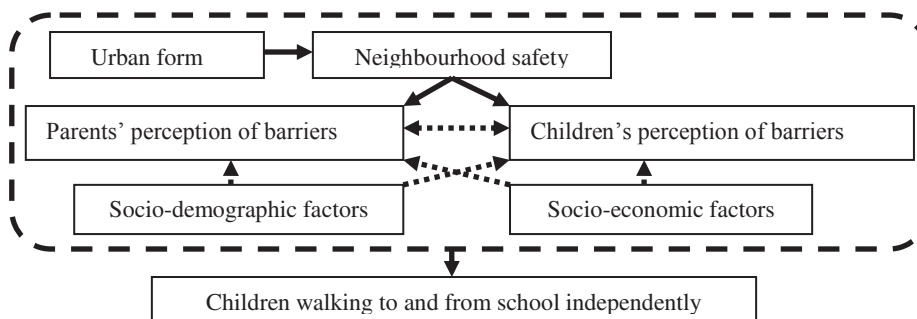 Urban form
Neighbourhood safety
Parents’ perception of barriers
Children’s perception of barriers
Socio-demographic factors
Socio-economic factors
Children walking to and from school independently